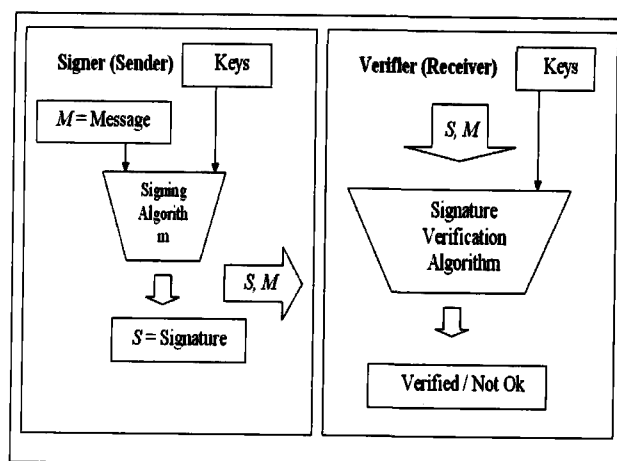 Signer (Sender)
Keys
M = Message
Signing
Algorith
m
S, M
S = Signature
Verifier (Receiver)
Keys
S, M
Signature
Verification
Algorithm
Verified / Not Ok